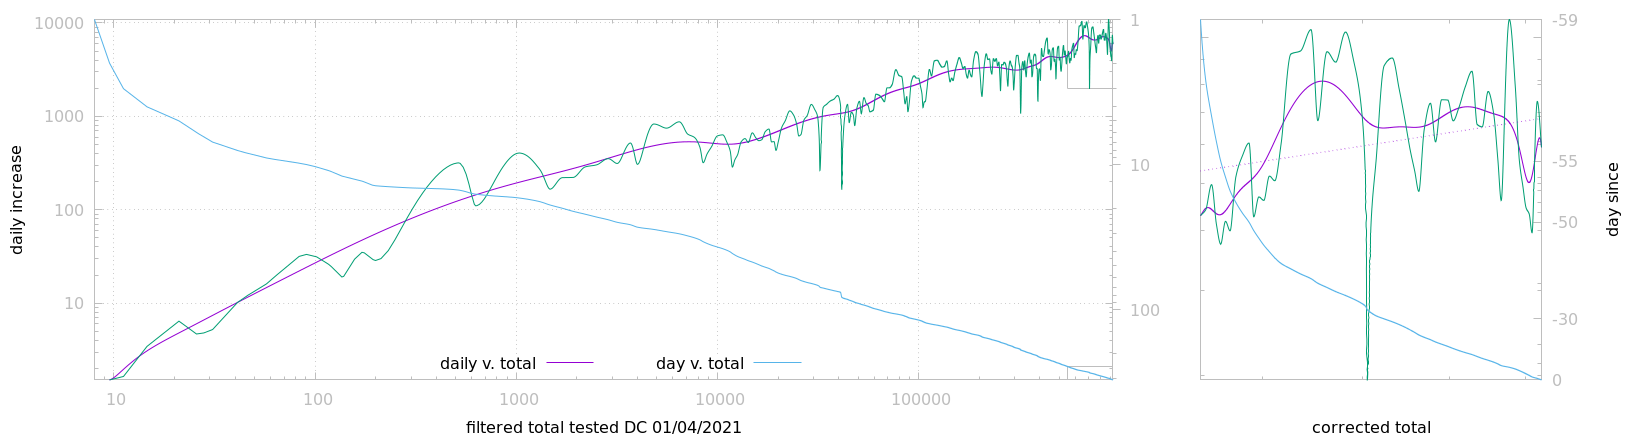 10000
1000
100
10
daily increase
10
100
1000
10000
100000
1
10
100
daily v. total
day v. total
filtered total tested DC 01/04/2021
-59
-55
-50
-30
0
day since
corrected total